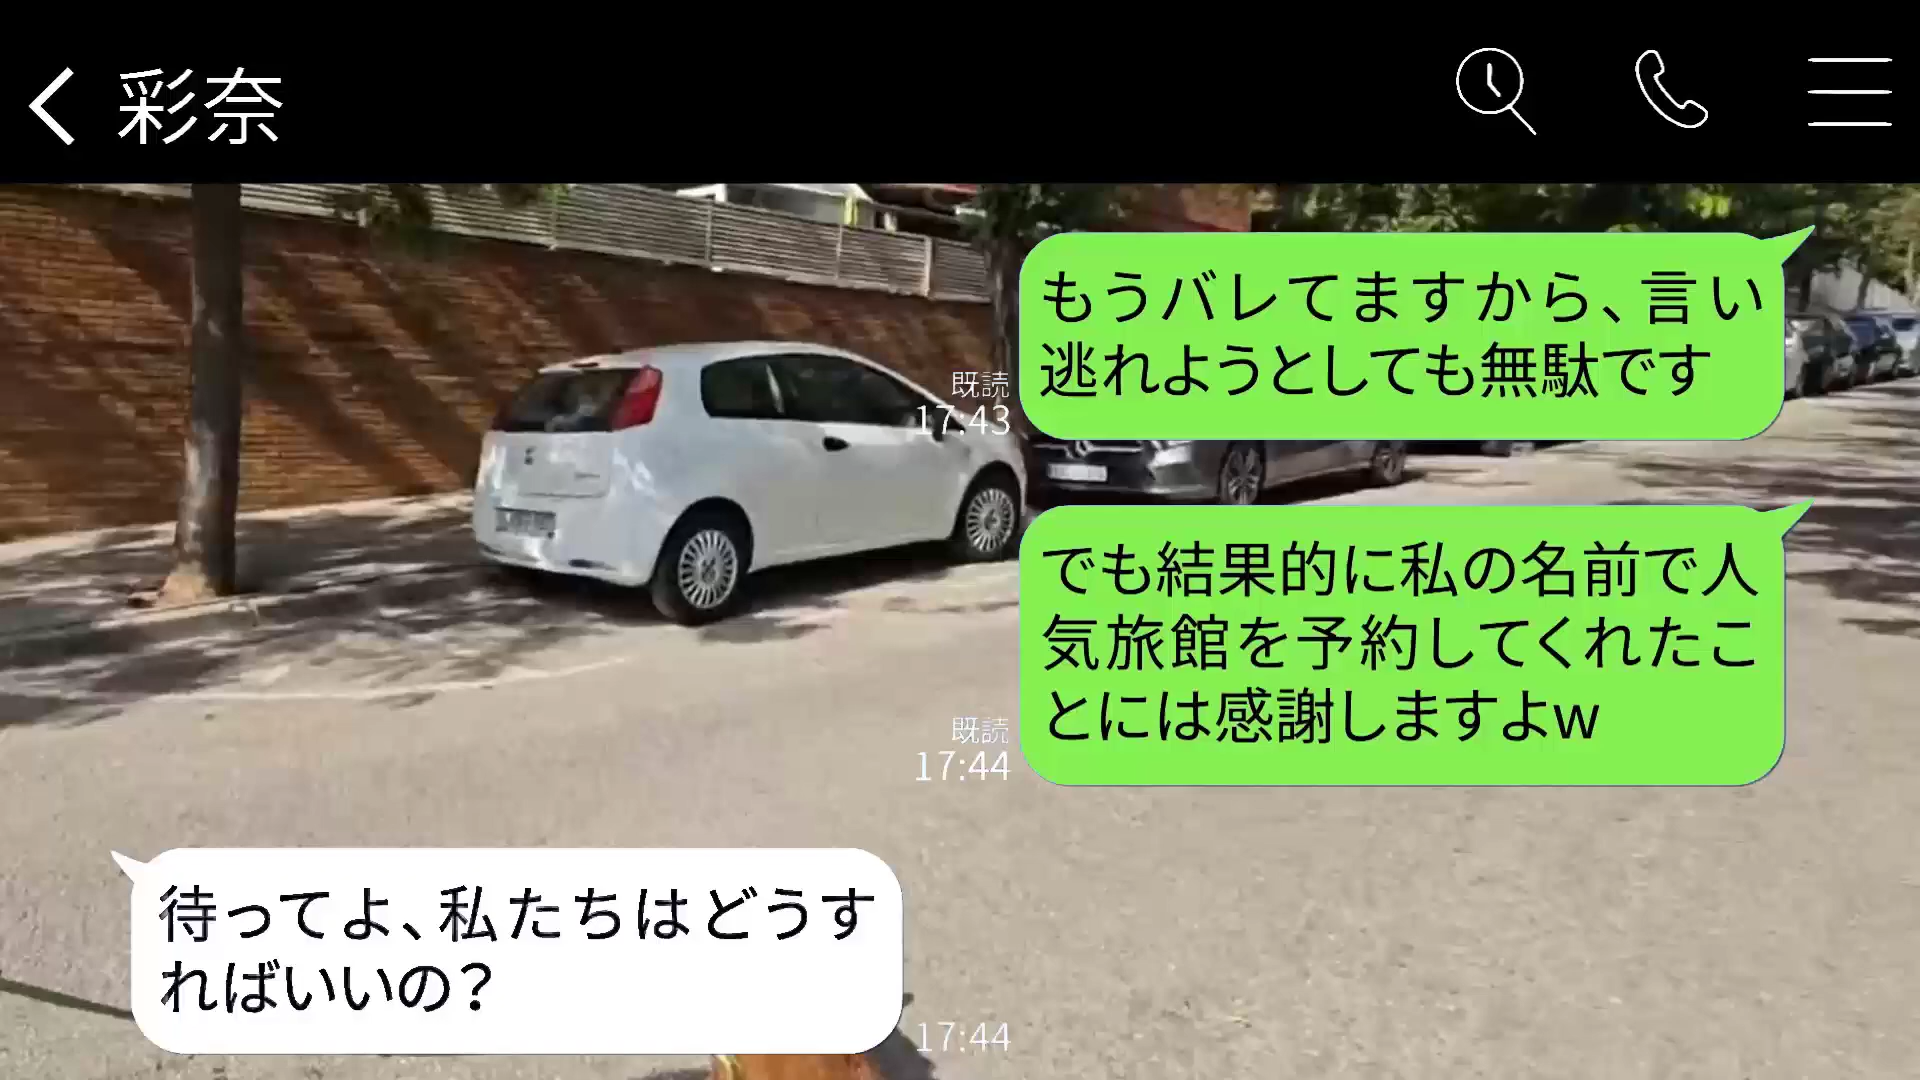 彩奈
もうバレてますから、言い
逃れようとしても無駄です
既読
17:43
でも結果的に私の名前で人
気旅館を予約してくれたこ
とには感謝しますよw
既読
17:44
待ってよ、私たちはどうす
ればいいの?
17:44